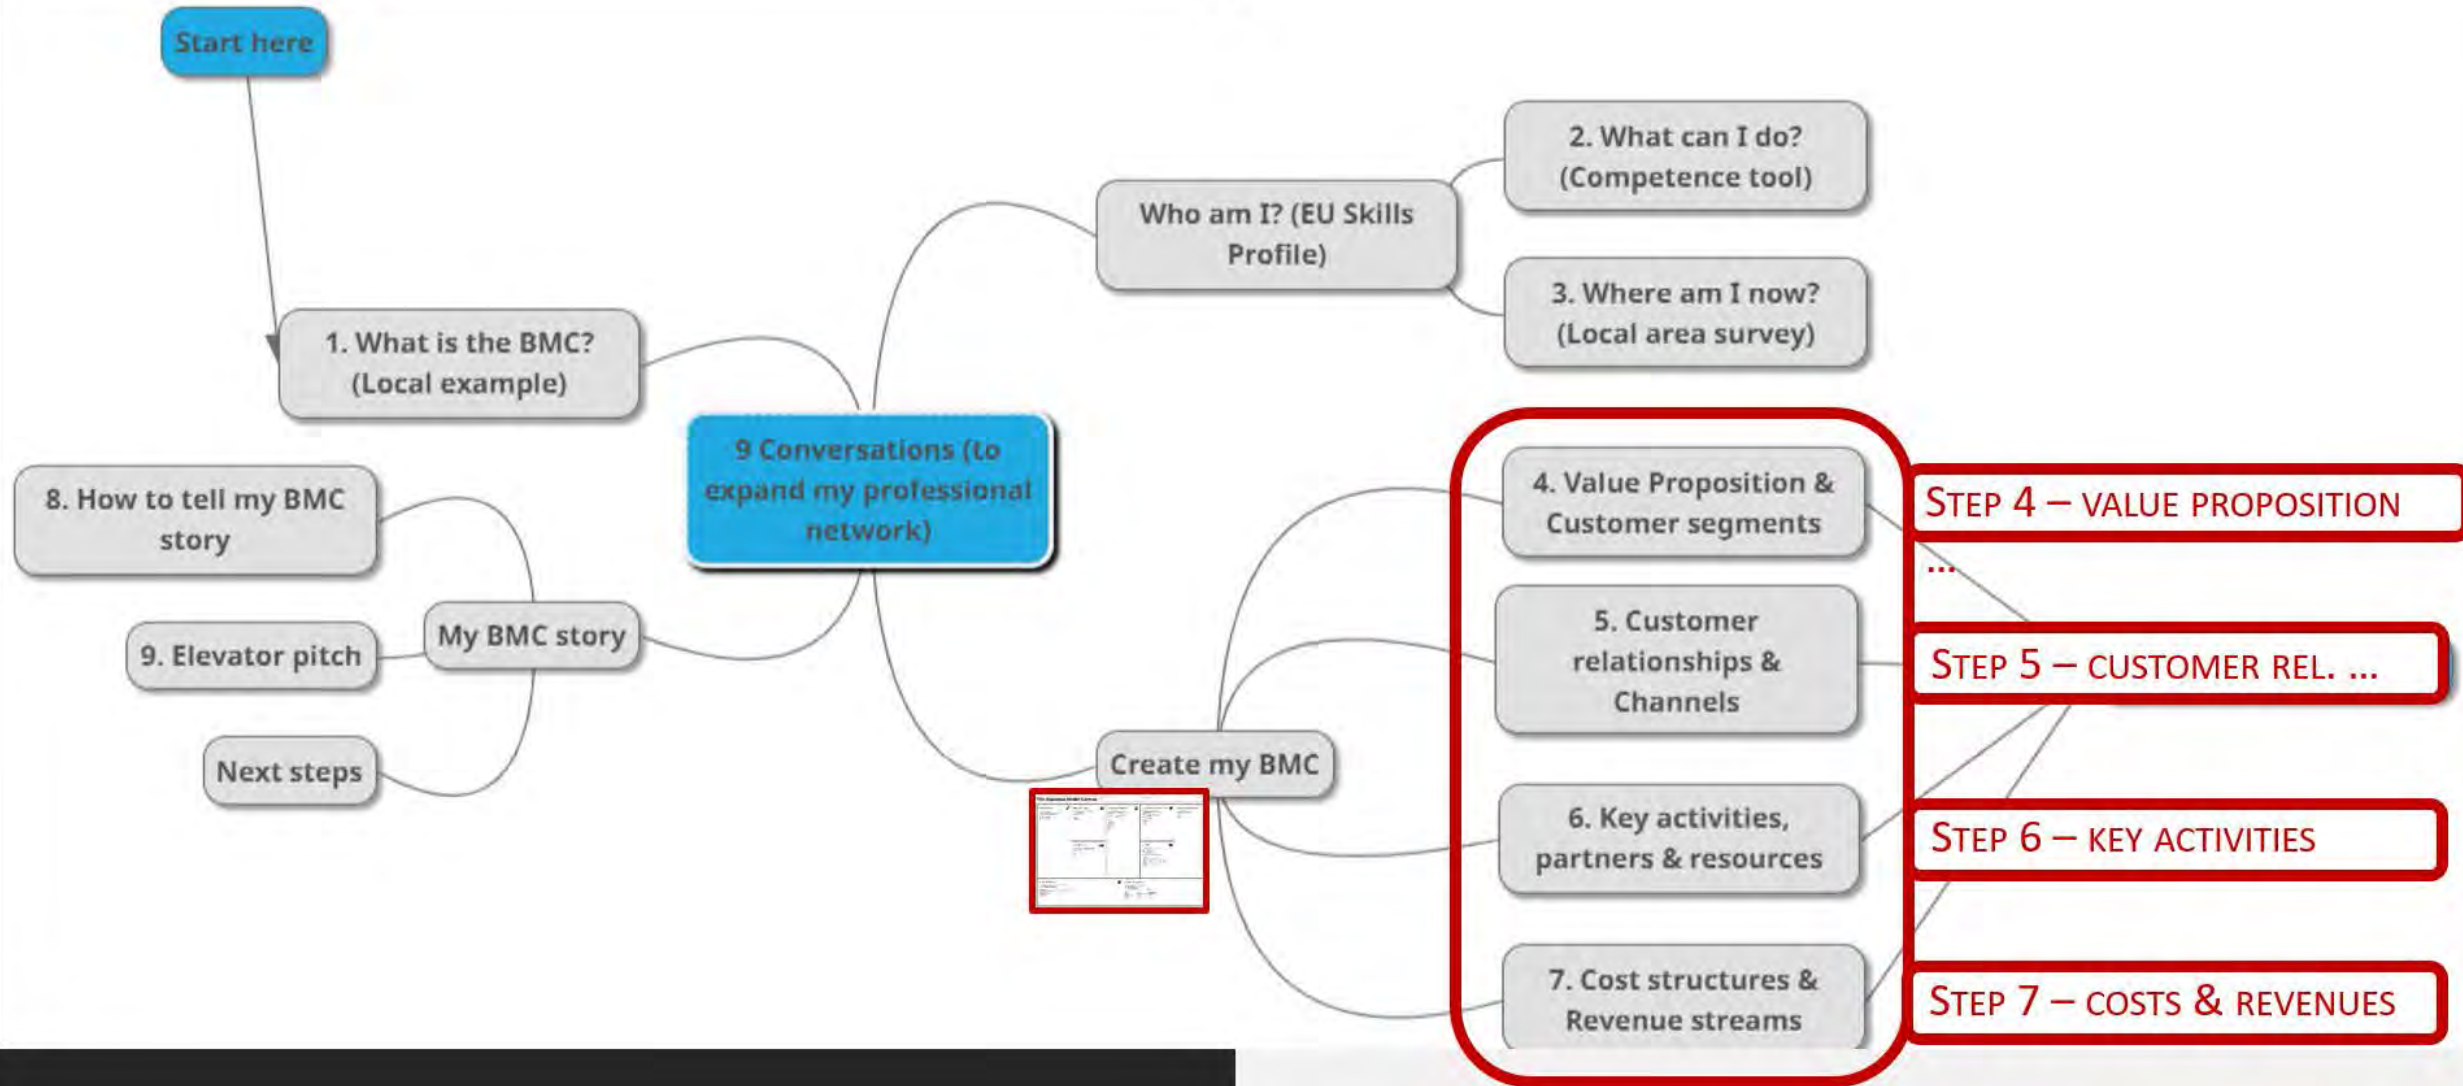 Start here
2. What can I do?
(Competence tool)
Who am I? (EU Skills
Profile)
3. Where am I now?
(Local area survey)
1. What is the BMC?
(Local example)
9 Conversations (to
expand my professional
network)
4. Value Proposition &
Customer segments
STEP 4 – VALUE PROPOSITION
...
8. How to tell my BMC
story
My BMC story
9. Elevator pitch
Next steps
5. Customer
relationships &
Channels
STEP 5 – CUSTOMER REL. ...
Create my BMC
6. Key activities,
partners & resources
STEP 6 – KEY ACTIVITIES
7. Cost structures &
Revenue streams
STEP 7 – COSTS & REVENUES